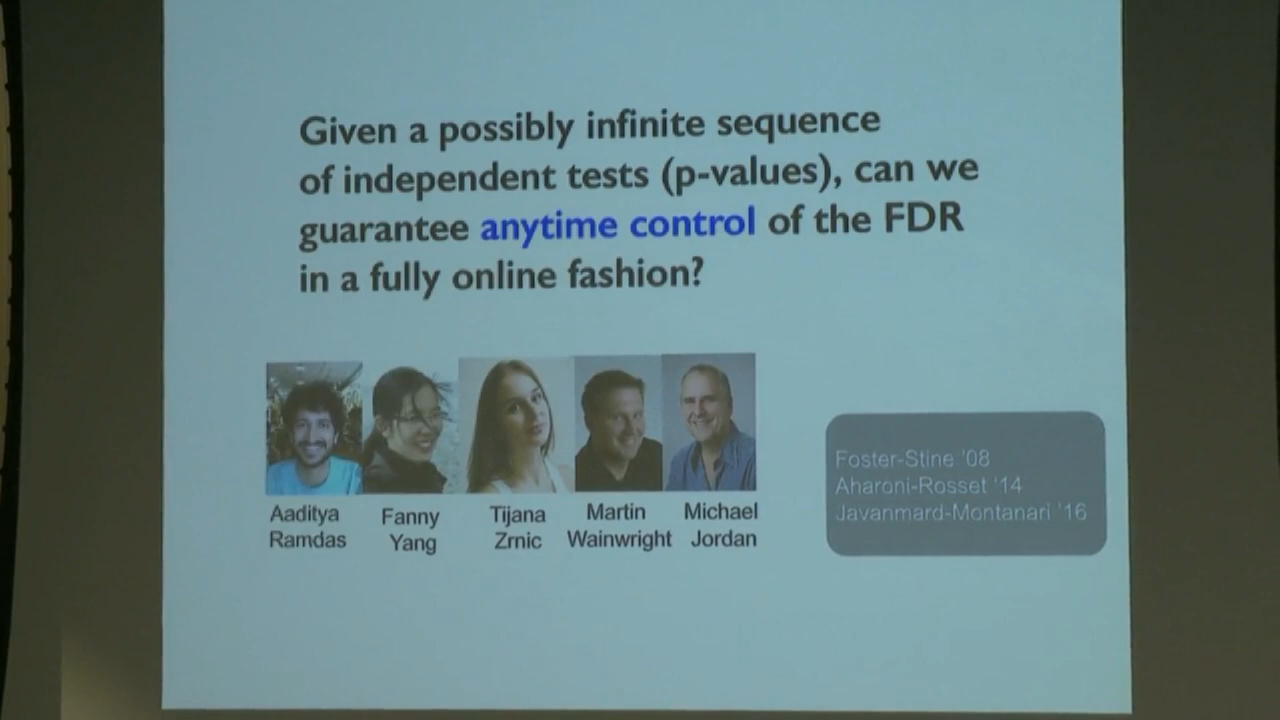 Given a possibly infinite sequence
of independent tests (p-values), can we
guarantee anytime control of the FDR
in a fully online fashion?
Aaditya
Ramdas
Fanny
Yang
Tijana
Zrnic
Martin
Wainwright
Michael
Jordan
Foster-Stine '08
Aharoni-Rosset '14
Javanmard-Montanari '16